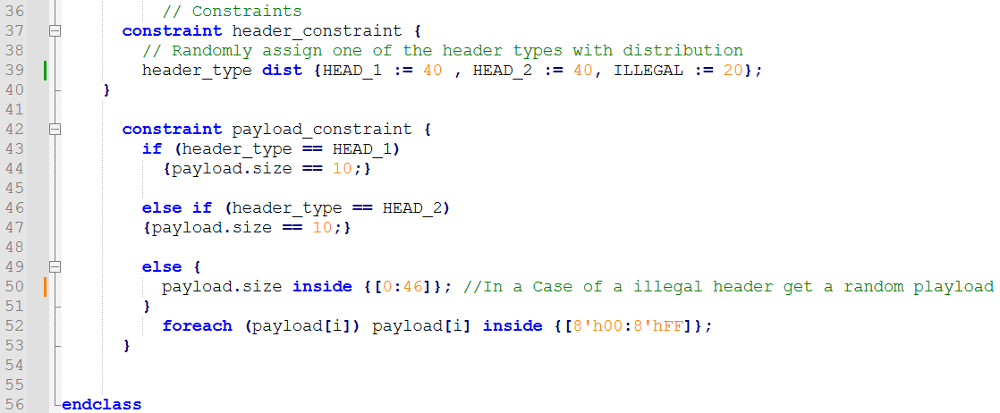 36 // Constraints
37 constraint header_constraint {
38 // Randomly assign one of the header types with distribution
39 header_type dist {HEAD_1 := 40 , HEAD_2 := 40, ILLEGAL := 20};
40 }
41
42 constraint payload_constraint {
43 if (header_type == HEAD_1)
44 {payload.size == 10;}
45
46 else if (header_type == HEAD_2)
47 {payload.size == 10;}
48
49 else {
50 payload.size inside {[0:46]}; //In a Case of a illegal header get a random playload
51 }
52 foreach (payload[i]) payload[i] inside {[8'h00:8'hFF]};
53 }
54
55
56 endclass